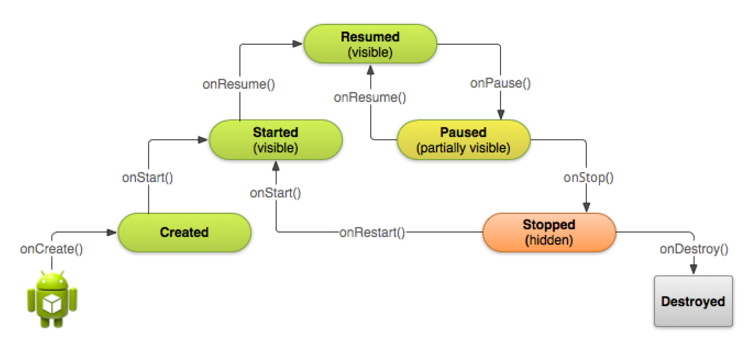 Resumed
(visible)
onResume()
onPause()
onResume()
Started
(visible)
Paused
(partially visible)
onStart()
onStart()
onStop()
Created
onRestart()
Stopped
(hidden)
onCreate()
onDestroy()
Destroyed